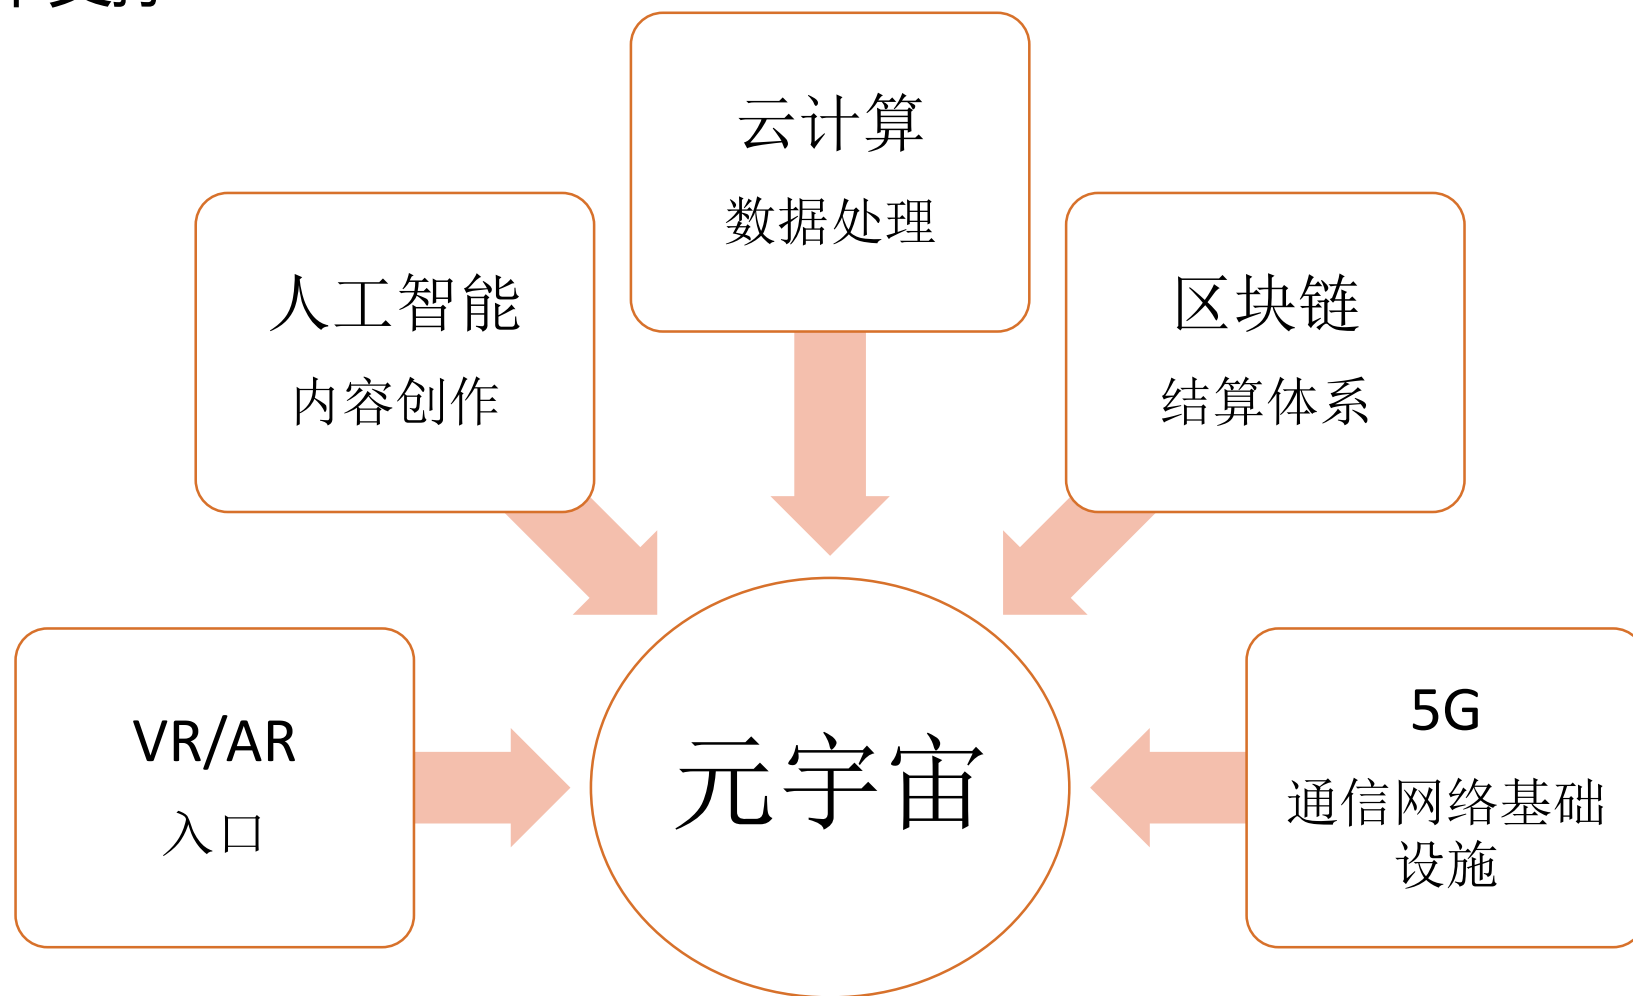 支持
云计算
数据处理
人工智能
内容创作
区块链
结算体系
VR/AR
入口
元宇宙
5G
通信网络基础
设施